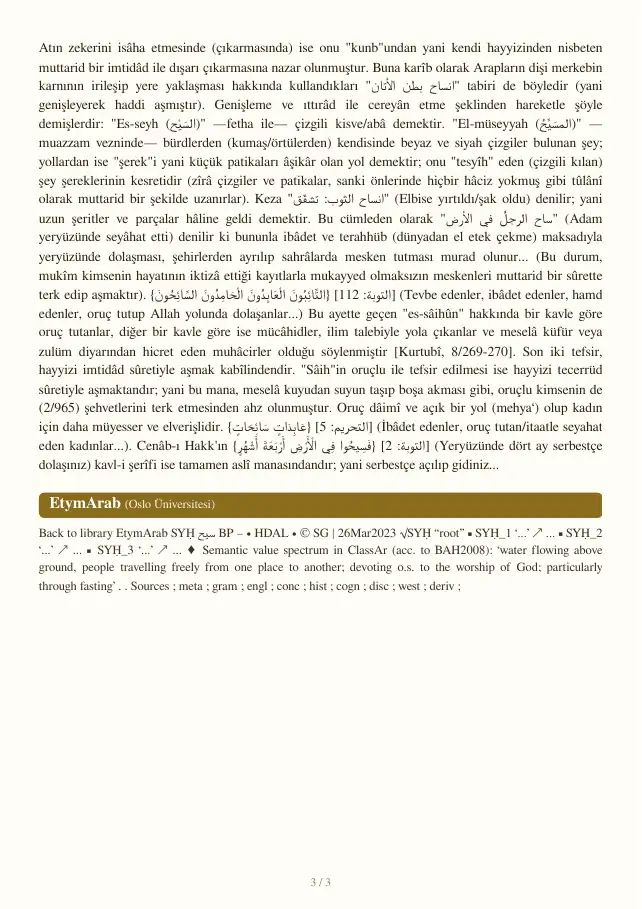 Atın zekerini isâha etmesinde (çıkarmasında) ise onu "kunb"undan yani kendi hayyizinden nisbeten
muttarid bir imtidâd ile dışarı çıkarmasına nazar olunmuştur. Buna karîb olarak Arapların dişi merkebin
karnının irileşip yere yaklaşması hakkında kullandıkları "انساح بطن الأتان" tabiri de böyledir (yani
genişleyerek haddi aşmıştır). Genişleme ve ıttırâd ile cereyân etme şeklinden hareketle şöyle
demişlerdir: "Es-seyh (السَيْح)" —fetha ile— çizgili kisve/abâ demektir. "El-müseyyah (المسَيَّحُ)" —
muazzam vezninde— bürdlerden (kumaş/örtülerden) kendisinde beyaz ve siyah çizgiler bulunan şey;
yollardan ise "şerek"i yani küçük patikaları âşikâr olan yol demektir; onu "tesyîh" eden (çizgili kılan)
şey şereklerinin kesretidir (zîrâ çizgiler ve patikalar, sanki önlerinde hiçbir hâciz yokmuş gibi tûlânî
olarak muttarid bir şekilde uzanırlar). Keza "انساح الثوب: تشقّق" (Elbise yırtıldı/şak oldu) denilir; yani
uzun şeritler ve parçalar hâline geldi demektir. Bu cümleden olarak "ساح الرجلُ في الأرض" (Adam
yeryüzünde seyâhat etti) denilir ki bununla ibâdet ve terahhüb (dünyadan el etek çekme) maksadıyla
yeryüzünde dolaşması, şehirlerden ayrılıp sahrâlarda mesken tutması murad olunur... (Bu durum,
mukîm kimsenin hayatının iktizâ ettiği kayıtlarla mukayyed olmaksızın meskenleri muttarid bir sûrette
terk edip aşmaktır). {التَّائِبُونَ الْعَابِدُونَ الْحَامِدُونَ السَّائِحُونَ} [التوبة: 112] (Tevbe edenler, ibâdet edenler, hamd
edenler, oruç tutup Allah yolunda dolaşanlar...) Bu ayette geçen "es-sâihûn" hakkında bir kavle göre
oruç tutanlar, diğer bir kavle göre ise mücâhidler, ilim talebiyle yola çıkanlar ve meselâ küfür veya
zulüm diyarından hicret eden muhâcirler olduğu söylenmiştir [Kurtubî, 8/269-270]. Son iki tefsir,
hayyizi imtidâd sûretiyle aşmak kabîlindendir. "Sâih"in oruçlu ile tefsir edilmesi ise hayyizi tecerrüd
sûretiyle aşmaktandır; yani bu mana, meselâ kuyudan suyun taşıp boşa akması gibi, oruçlu kimsenin de
(2/965) şehvetlerini terk etmesinden ahz olunmuştur. Oruç dâimî ve açık bir yol (mehya‘) olup kadın
için daha müyesser ve elverişlidir. {عَابِدَاتٍ سَائِحَاتٍ} [التحريم: 5] (İbâdet edenler, oruç tutan/itaatle seyahat
eden kadınlar...). Cenâb-ı Hakk'ın {فَسِيحُوا فِي الْأَرْضِ أَرْبَعَةَ أَشْهُرٍ} [التوبة: 2] (Yeryüzünde dört ay serbestçe
dolaşınız) kavl-i şerîfi ise tamamen aslî manasındandır; yani serbestçe açılıp gidiniz...
EtymArab (Oslo Üniversitesi)
Back to library EtymArab SYḤ سيح BP – • HDAL • © SG | 26Mar2023 √SYḤ “root” ▪ SYḤ_1 ‘...’ ↗ ... ▪ SYḤ_2
‘...’ ↗ ... ▪ SYḤ_3 ‘...’ ↗ ... ♦ Semantic value spectrum in ClassAr (acc. to BAH2008): ‘water flowing above
ground, people travelling freely from one place to another; devoting o.s. to the worship of God; particularly
through fasting’ . . Sources ; meta ; gram ; engl ; conc ; hist ; cogn ; disc ; west ; deriv ;
3 / 3